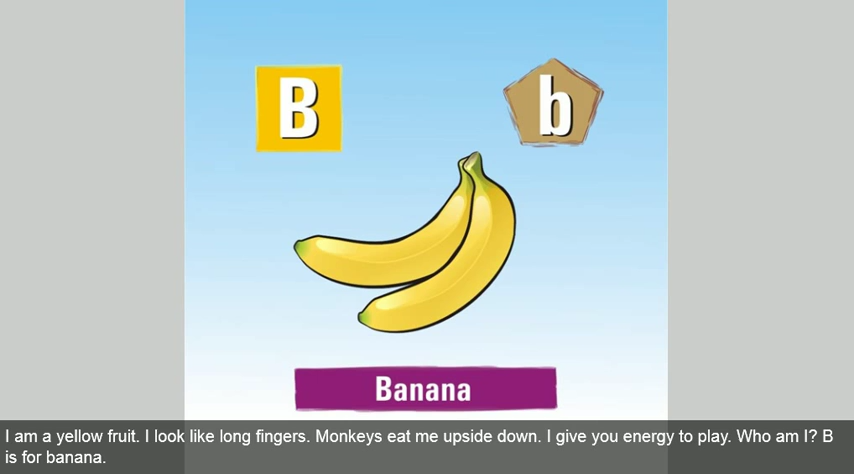 B
b
Banana
I am a yellow fruit. I look like long fingers. Monkeys eat me upside down. I give you energy to play. Who am I? B
is for banana.